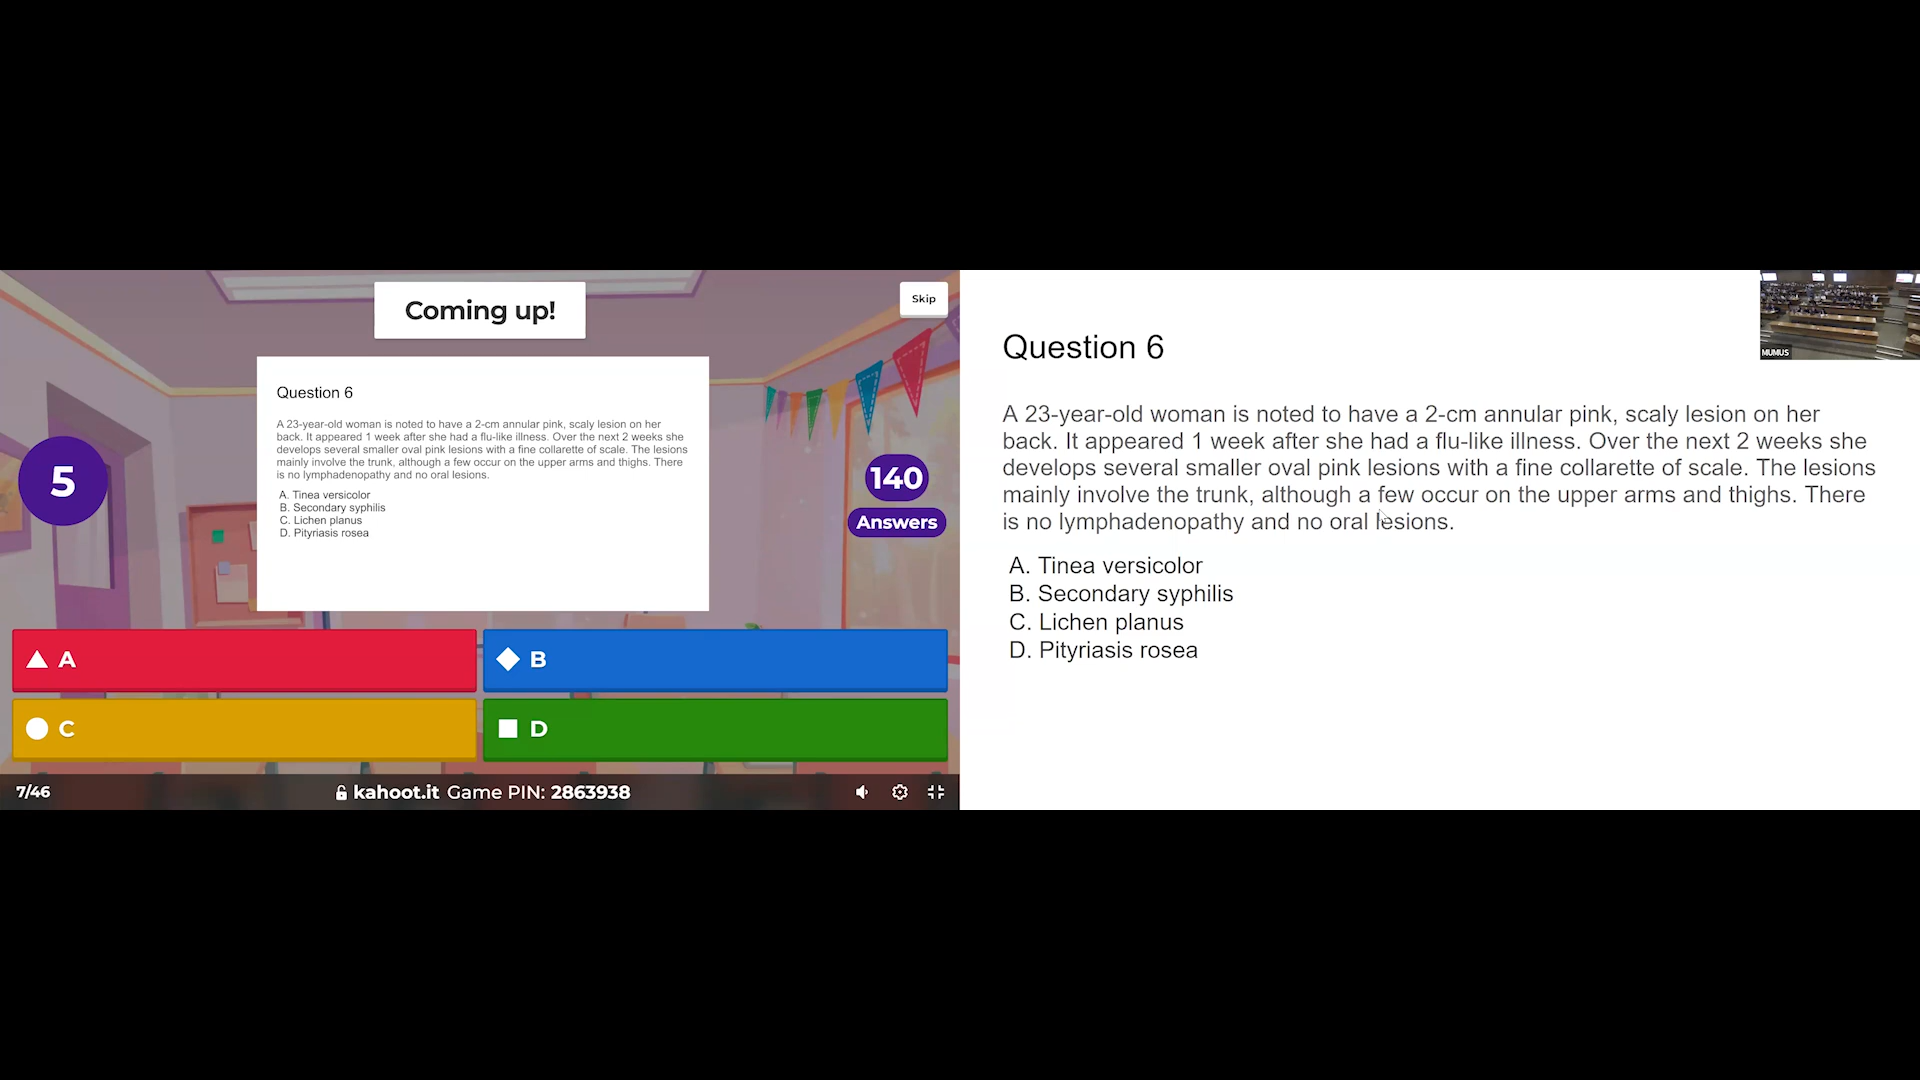 Coming up!
Skip
Question 6
A 23-year-old woman is noted to have a 2-cm annular pink, scaly lesion on her
back. It appeared 1 week after she had a flu-like illness. Over the next 2 weeks she
develops several smaller oval pink lesions with a fine collarette of scale. The lesions
mainly involve the trunk, although a few occur on the upper arms and thighs. There
is no lymphadenopathy and no oral lesions.
A. Tinea versicolor
B. Secondary syphilis
C. Lichen planus
D. Pityriasis rosea
5
140
Answers
A
B
C
D
7/46
kahoot.it Game PIN: 2863938
Question 6
A 23-year-old woman is noted to have a 2-cm annular pink, scaly lesion on her
back. It appeared 1 week after she had a flu-like illness. Over the next 2 weeks she
develops several smaller oval pink lesions with a fine collarette of scale. The lesions
mainly involve the trunk, although a few occur on the upper arms and thighs. There
is no lymphadenopathy and no oral lesions.
A. Tinea versicolor
B. Secondary syphilis
C. Lichen planus
D. Pityriasis rosea
MUMUS